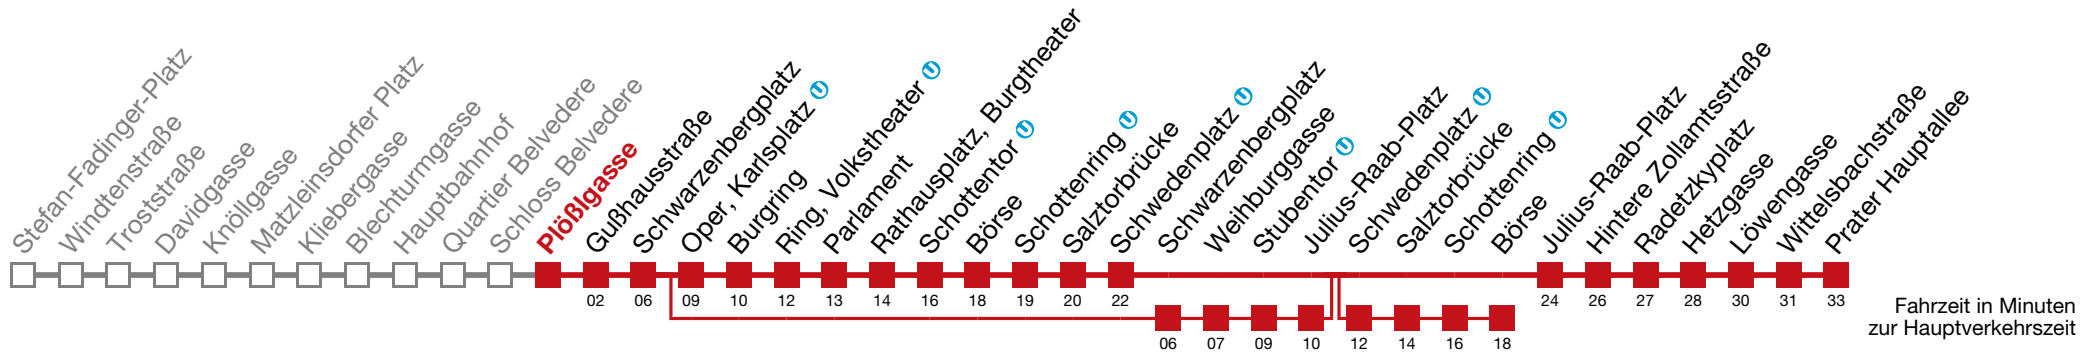 Stefan-Fadinger-Platz
Windtenstraße
Troststraße
Davidgasse
Knöllgasse
Matzleinsdorfer Platz
Kliebergasse
Blechturmgasse
Hauptbahnhof
Quartier Belvedere
Schloss Belvedere
Plößlgasse
Gußhausstraße
Schwarzenbergplatz
Oper, Karlsplatz U
Burgring
Ring, Volkstheater U
Parlament
Rathausplatz, Burgtheater
Schottentor U
Börse
Schottenring U
Salztorbrücke
Schwedenplatz U
Schwarzenbergplatz
Weihburggasse
Stubentor U
Julius-Raab-Platz
Schwedenplatz U
Salztorbrücke
Schottenring U
Börse
Julius-Raab-Platz
Hintere Zollamtsstraße
Radetzkyplatz
Hetzgasse
Löwengasse
Wittelsbachstraße
Prater Hauptallee
02 06 09 10 12 13 14 16 18 19 20 22 24 26 27 28 30 31 33
06 07 09 10 12 14 16 18
Fahrzeit in Minuten
zur Hauptverkehrszeit